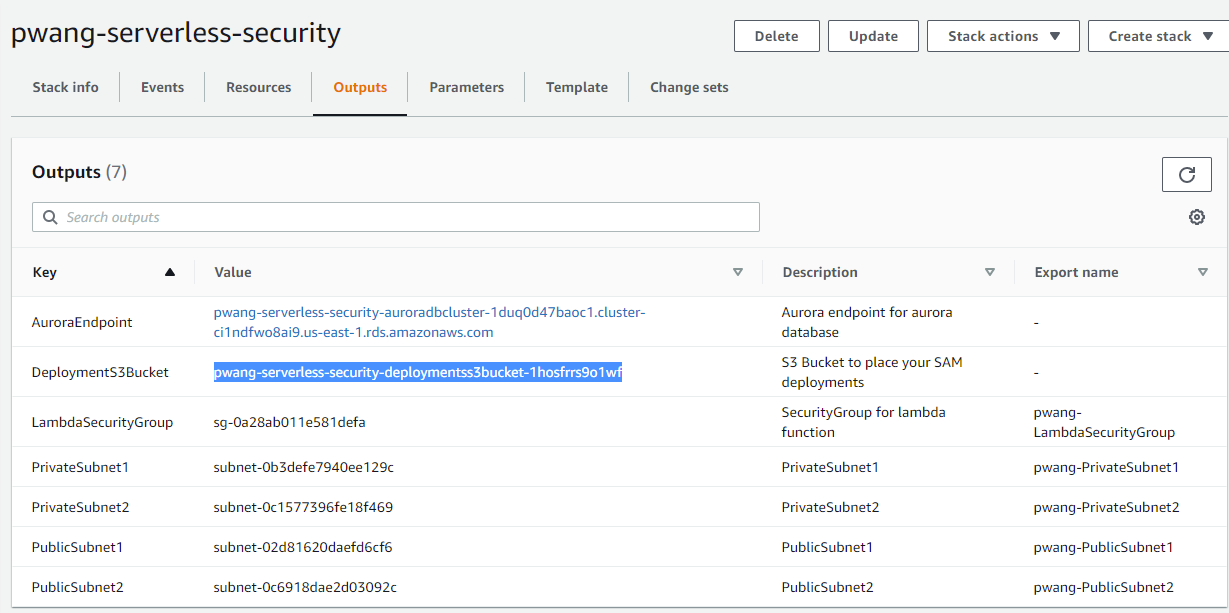 pwang-serverless-security
Delete
Update
Stack actions
Create stack
Stack info
Events
Resources
Outputs
Parameters
Template
Change sets
Outputs (7)
Search outputs
Key
Value
Description
Export name
AuroraEndpoint
pwang-serverless-security-auroradbcluster-1duq0d47baoc1.cluster-
ci1ndfwo8ai9.us-east-1.rds.amazonaws.com
Aurora endpoint for aurora
database
-
DeploymentS3Bucket
pwang-serverless-security-deploymentss3bucket-1hosfrrs9o1wf
S3 Bucket to place your SAM
deployments
-
LambdaSecurityGroup
sg-0a28ab011e581defa
SecurityGroup for lambda
function
pwang-
LambdaSecurityGroup
PrivateSubnet1
subnet-0b3defe7940ee129c
PrivateSubnet1
pwang-PrivateSubnet1
PrivateSubnet2
subnet-0c1577396fe18f469
PrivateSubnet2
pwang-PrivateSubnet2
PublicSubnet1
subnet-02d81620daefd6cf6
PublicSubnet1
pwang-PublicSubnet1
PublicSubnet2
subnet-0c6918dae2d03092c
PublicSubnet2
pwang-PublicSubnet2